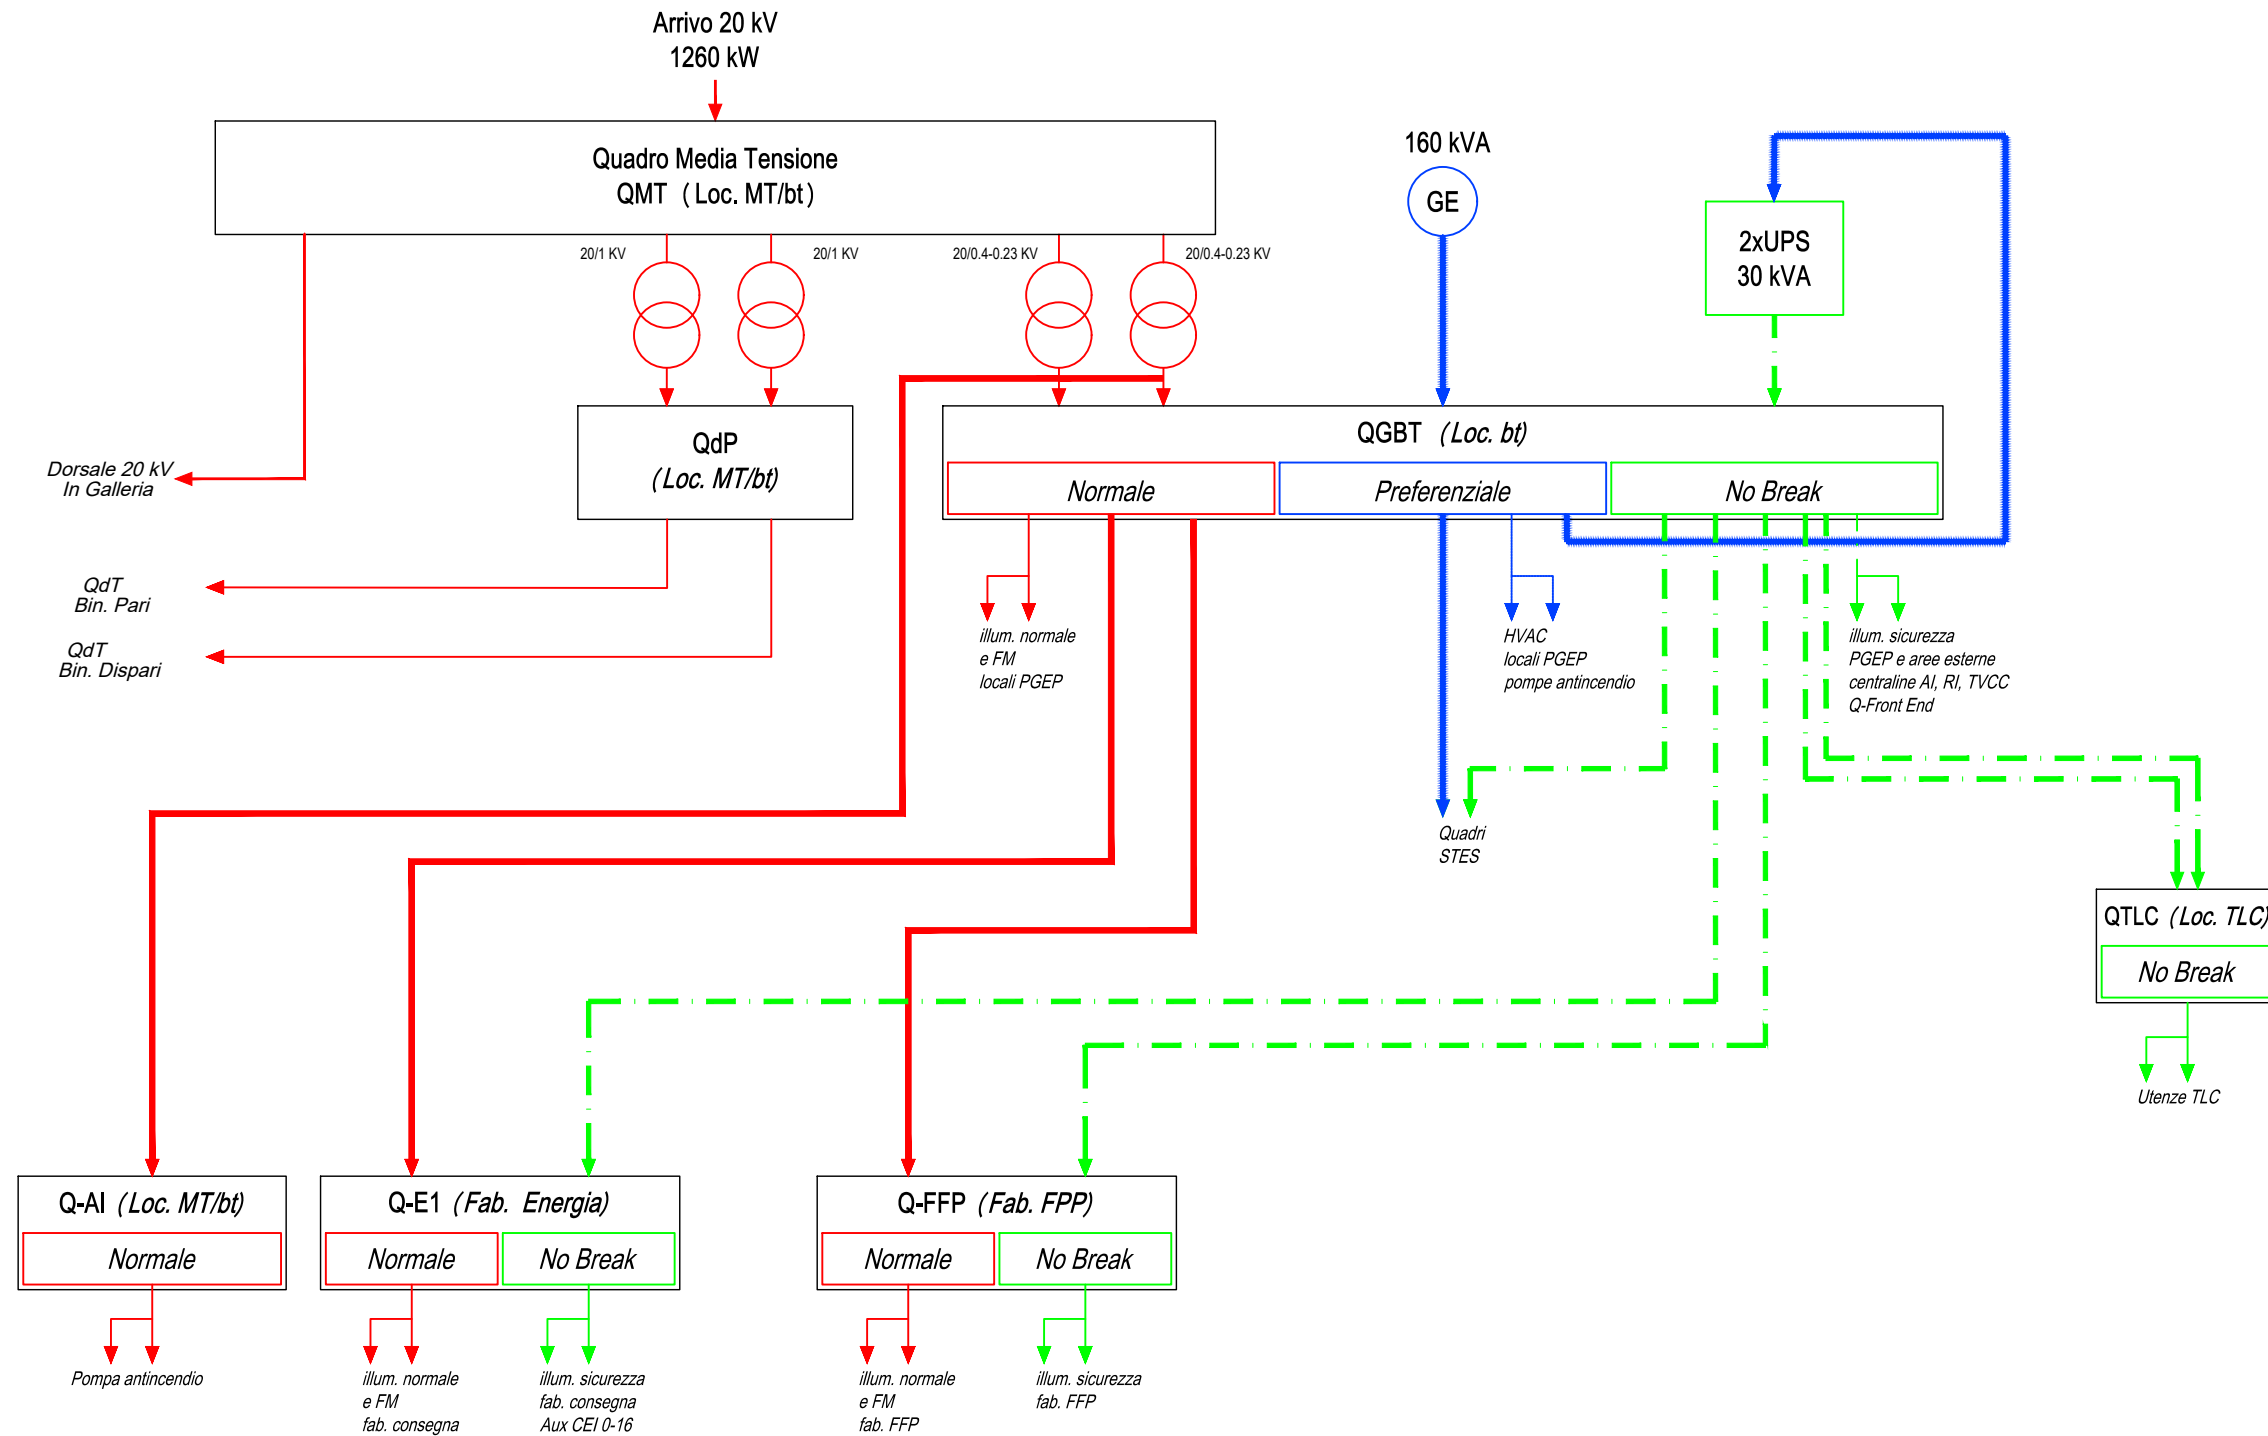 Arrivo 20 kV
1260 kW
Quadro Media Tensione
QMT (Loc. MT/bt)
160 kVA
GE
2xUPS
30 kVA
20/1 KV
20/1 KV
20/0.4-0.23 KV
20/0.4-0.23 KV
QdP
(Loc. MT/bt)
QGBT (Loc. bt)
Normale
Preferenziale
No Break
Dorsale 20 kV
In Galleria
QdT
Bin. Pari
QdT
Bin. Dispari
illum. normale
e FM
locali PGEP
HVAC
locali PGEP
pompe antincendio
illum. sicurezza
PGEP e aree esterne
centraline AI, RI, TVCC
Q-Front End
Quadri
STES
QTLC (Loc. TLC)
No Break
Utenze TLC
Q-AI (Loc. MT/bt)
Normale
Q-E1 (Fab. Energia)
Normale
No Break
Q-FFP (Fab. FPP)
Normale
No Break
Pompa antincendio
illum. normale
e FM
fab. consegna
illum. sicurezza
fab. consegna
Aux CEI 0-16
illum. normale
e FM
fab. FFP
illum. sicurezza
fab. FFP